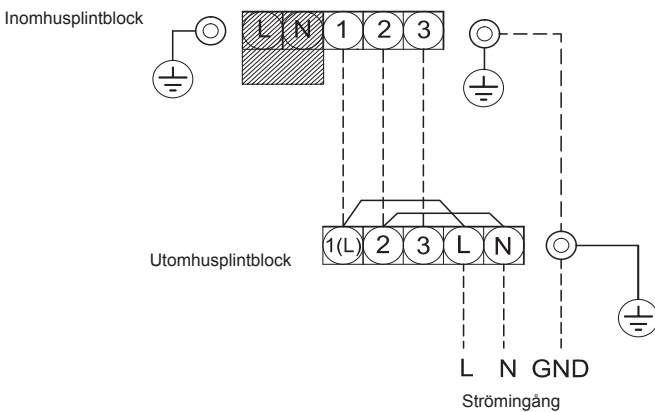 Inomhusplintblock
L N 1 2 3
1(L) 2 3 L N
Utomhusplintblock
L N GND
Strömingång